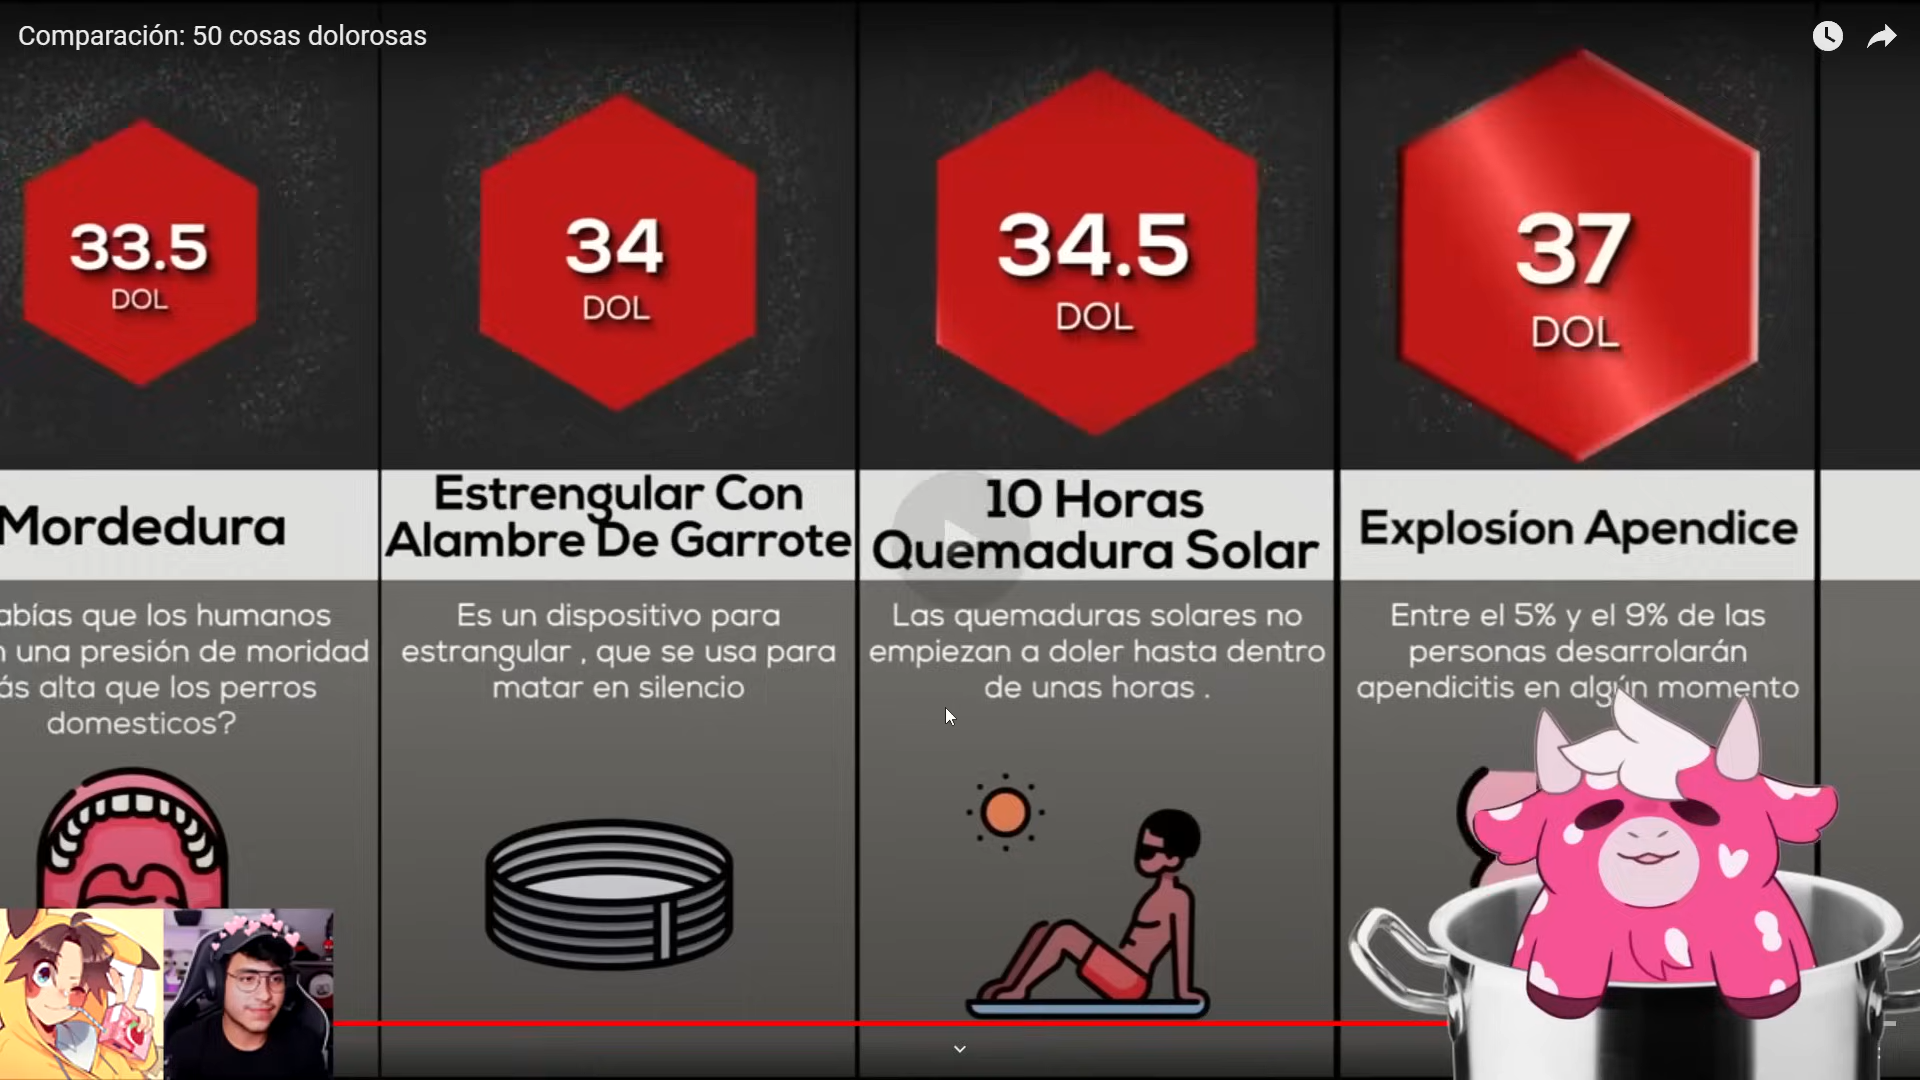 Comparación: 50 cosas dolorosas
33.5
DOL
Mordedura
abías que los humanos
una presión de moridad
ás alta que los perros
domesticos?
34
DOL
Estrengular Con
Alambre De Garrote
Es un dispositivo para
estrangular , que se usa para
matar en silencio
34.5
DOL
10 Horas
Quemadura Solar
Las quemaduras solares no
empiezan a doler hasta dentro
de unas horas .
37
DOL
Explosíon Apendice
Entre el 5% y el 9% de las
personas desarrolarán
apendicitis en algún momento